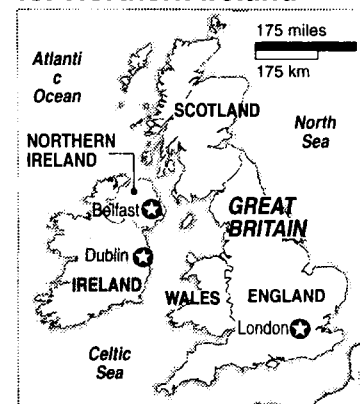 175 miles
175 km
Atlanti
c
Ocean
SCOTLAND
North
Sea
NORTHERN
IRELAND
Belfast
GREAT
BRITAIN
Dublin
IRELAND
WALES
ENGLAND
London
Celtic
Sea